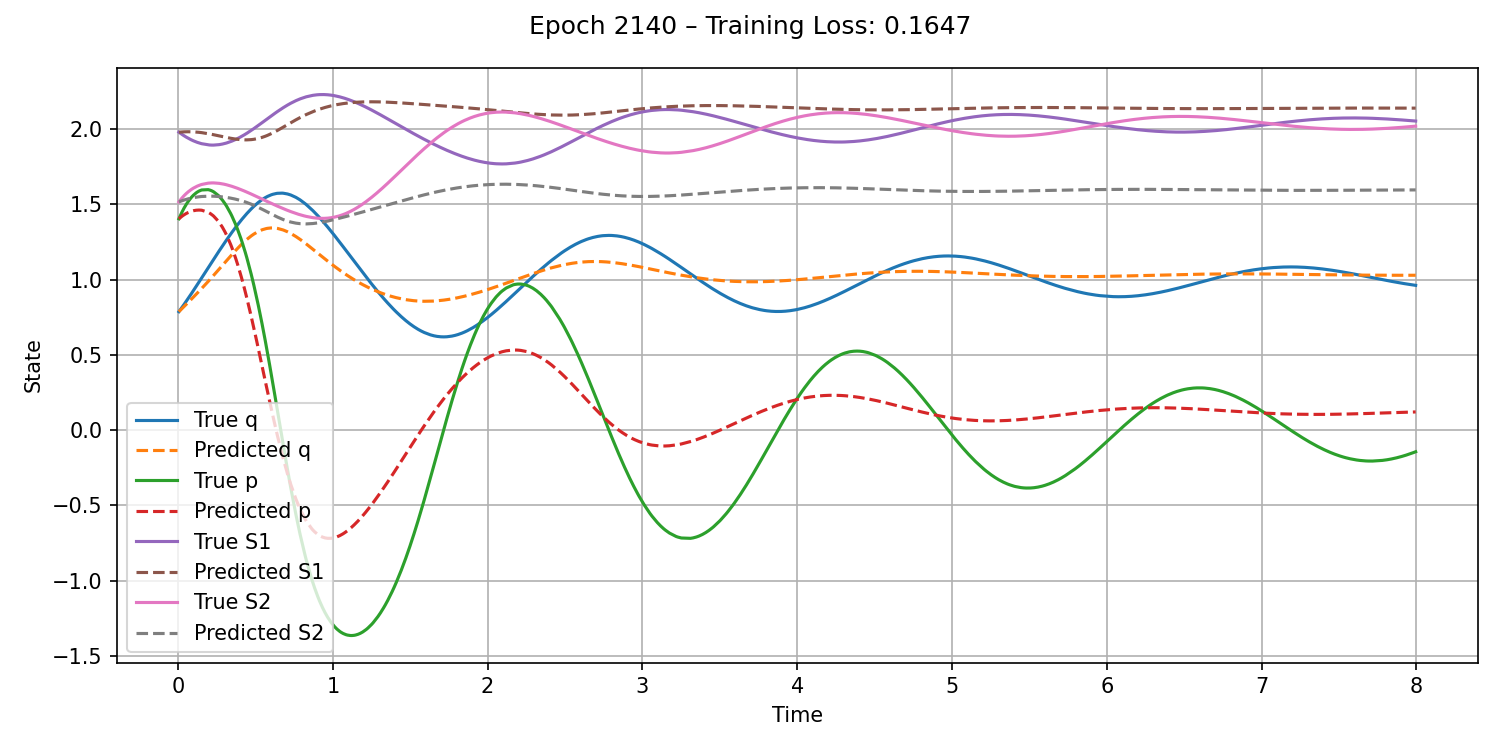 Epoch 2140 – Training Loss: 0.1647
State
2.0
1.5
1.0
0.5
0.0
−0.5
−1.0
−1.5
True q
Predicted q
True p
Predicted p
True S1
Predicted S1
True S2
Predicted S2
0 1 2 3 4 5 6 7 8
Time